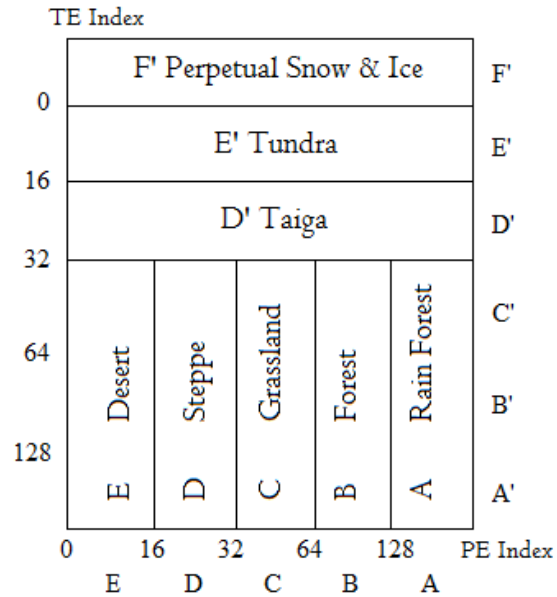 TE Index
F' Perpetual Snow & Ice
F'
0
E' Tundra
E'
16
D' Taiga
D'
32
C'
64
B'
128
A'
E Desert
D Steppe
C Grassland
B Forest
A Rain Forest
0 16 32 64 128 PE Index
E D C B A